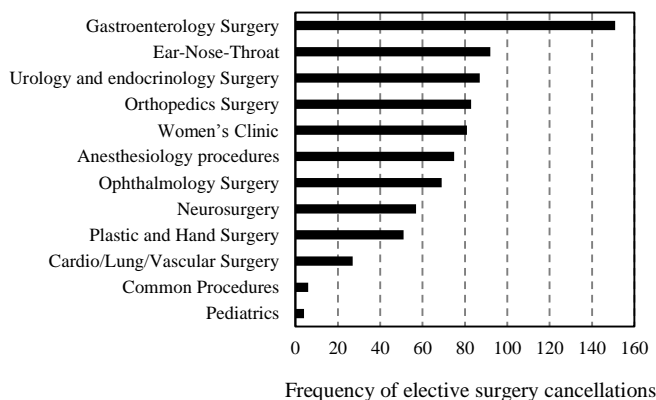 Gastroenterology Surgery
Ear-Nose-Throat
Urology and endocrinology Surgery
Orthopedics Surgery
Women’s Clinic
Anesthesiology procedures
Ophthalmology Surgery
Neurosurgery
Plastic and Hand Surgery
Cardio/Lung/Vascular Surgery
Common Procedures
Pediatrics
0 20 40 60 80 100 120 140 160
Frequency of elective surgery cancellations